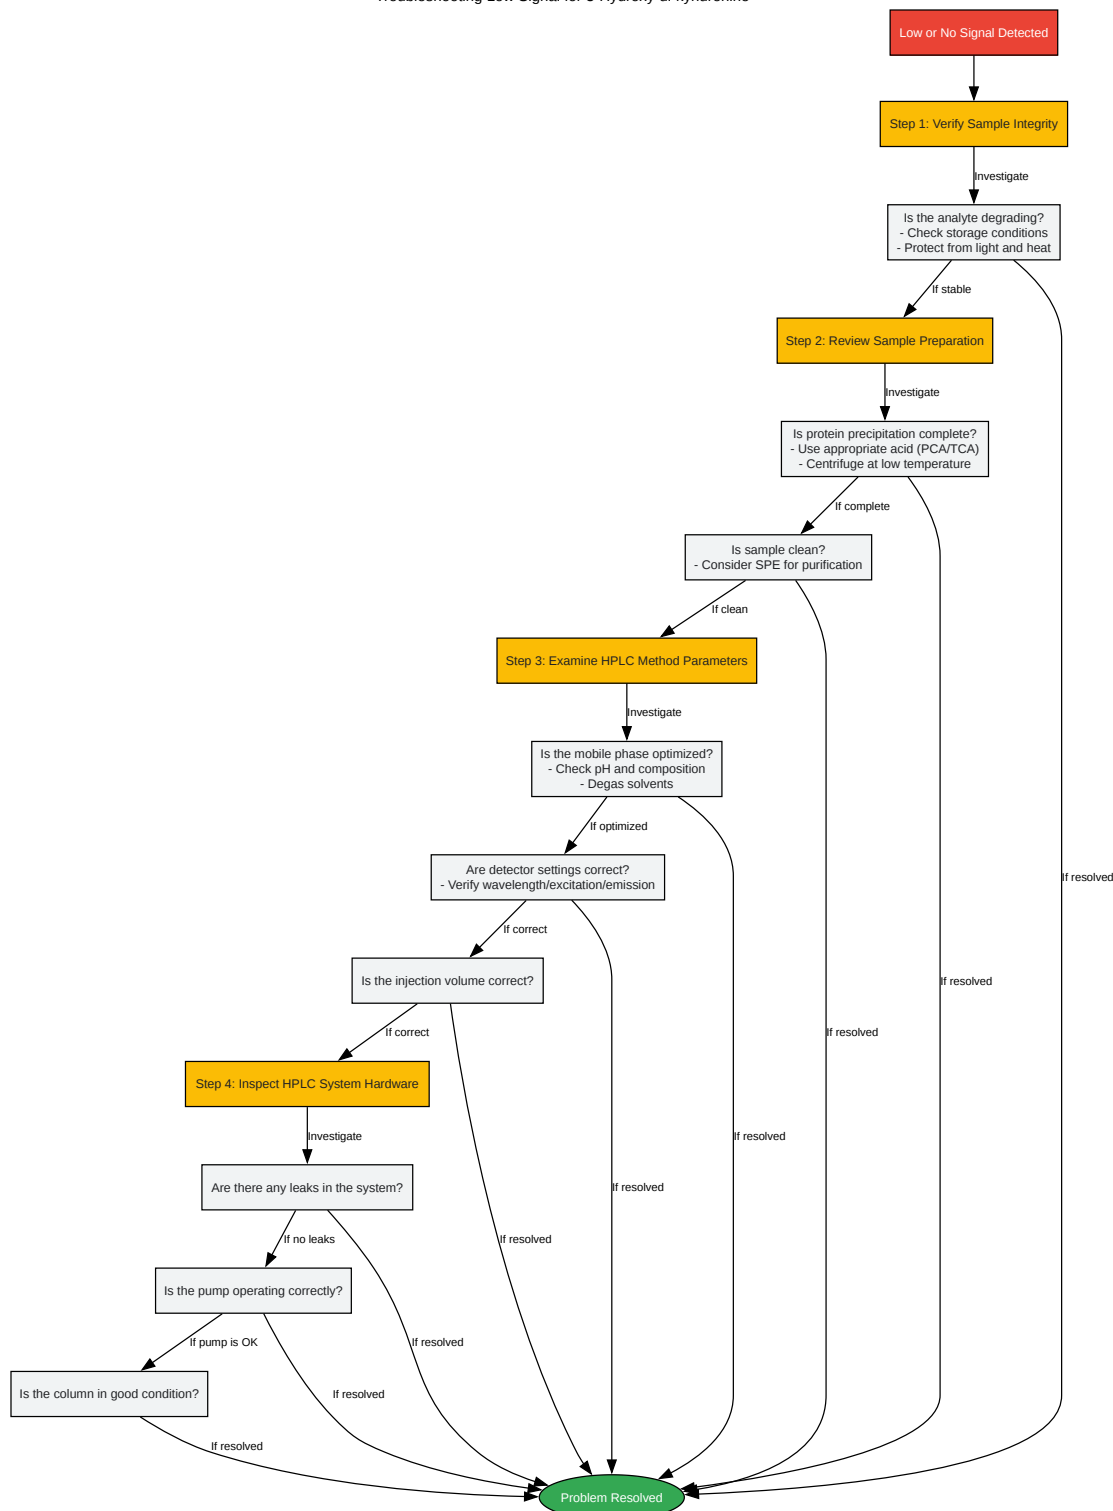 Low or No Signal Detected
Step 1: Verify Sample Integrity
Investigate
Is the analyte degrading?
- Check storage conditions
- Protect from light and heat
If stable
Step 2: Review Sample Preparation
Investigate
Is protein precipitation complete?
- Use appropriate acid (PCA/TCA)
- Centrifuge at low temperature
If complete
Is sample clean?
- Consider SPE for purification
If clean
Step 3: Examine HPLC Method Parameters
Investigate
Is the mobile phase optimized?
- Check pH and composition
- Degas solvents
If optimized
Are detector settings correct?
- Verify wavelength/excitation/emission
If resolved
If correct
Is the injection volume correct?
If resolved
If correct
If resolved
Step 4: Inspect HPLC System Hardware
Investigate
If resolved
Are there any leaks in the system?
If resolved
If no leaks
If resolved
Is the pump operating correctly?
If pump is OK
If resolved
Is the column in good condition?
If resolved
If resolved
Problem Resolved